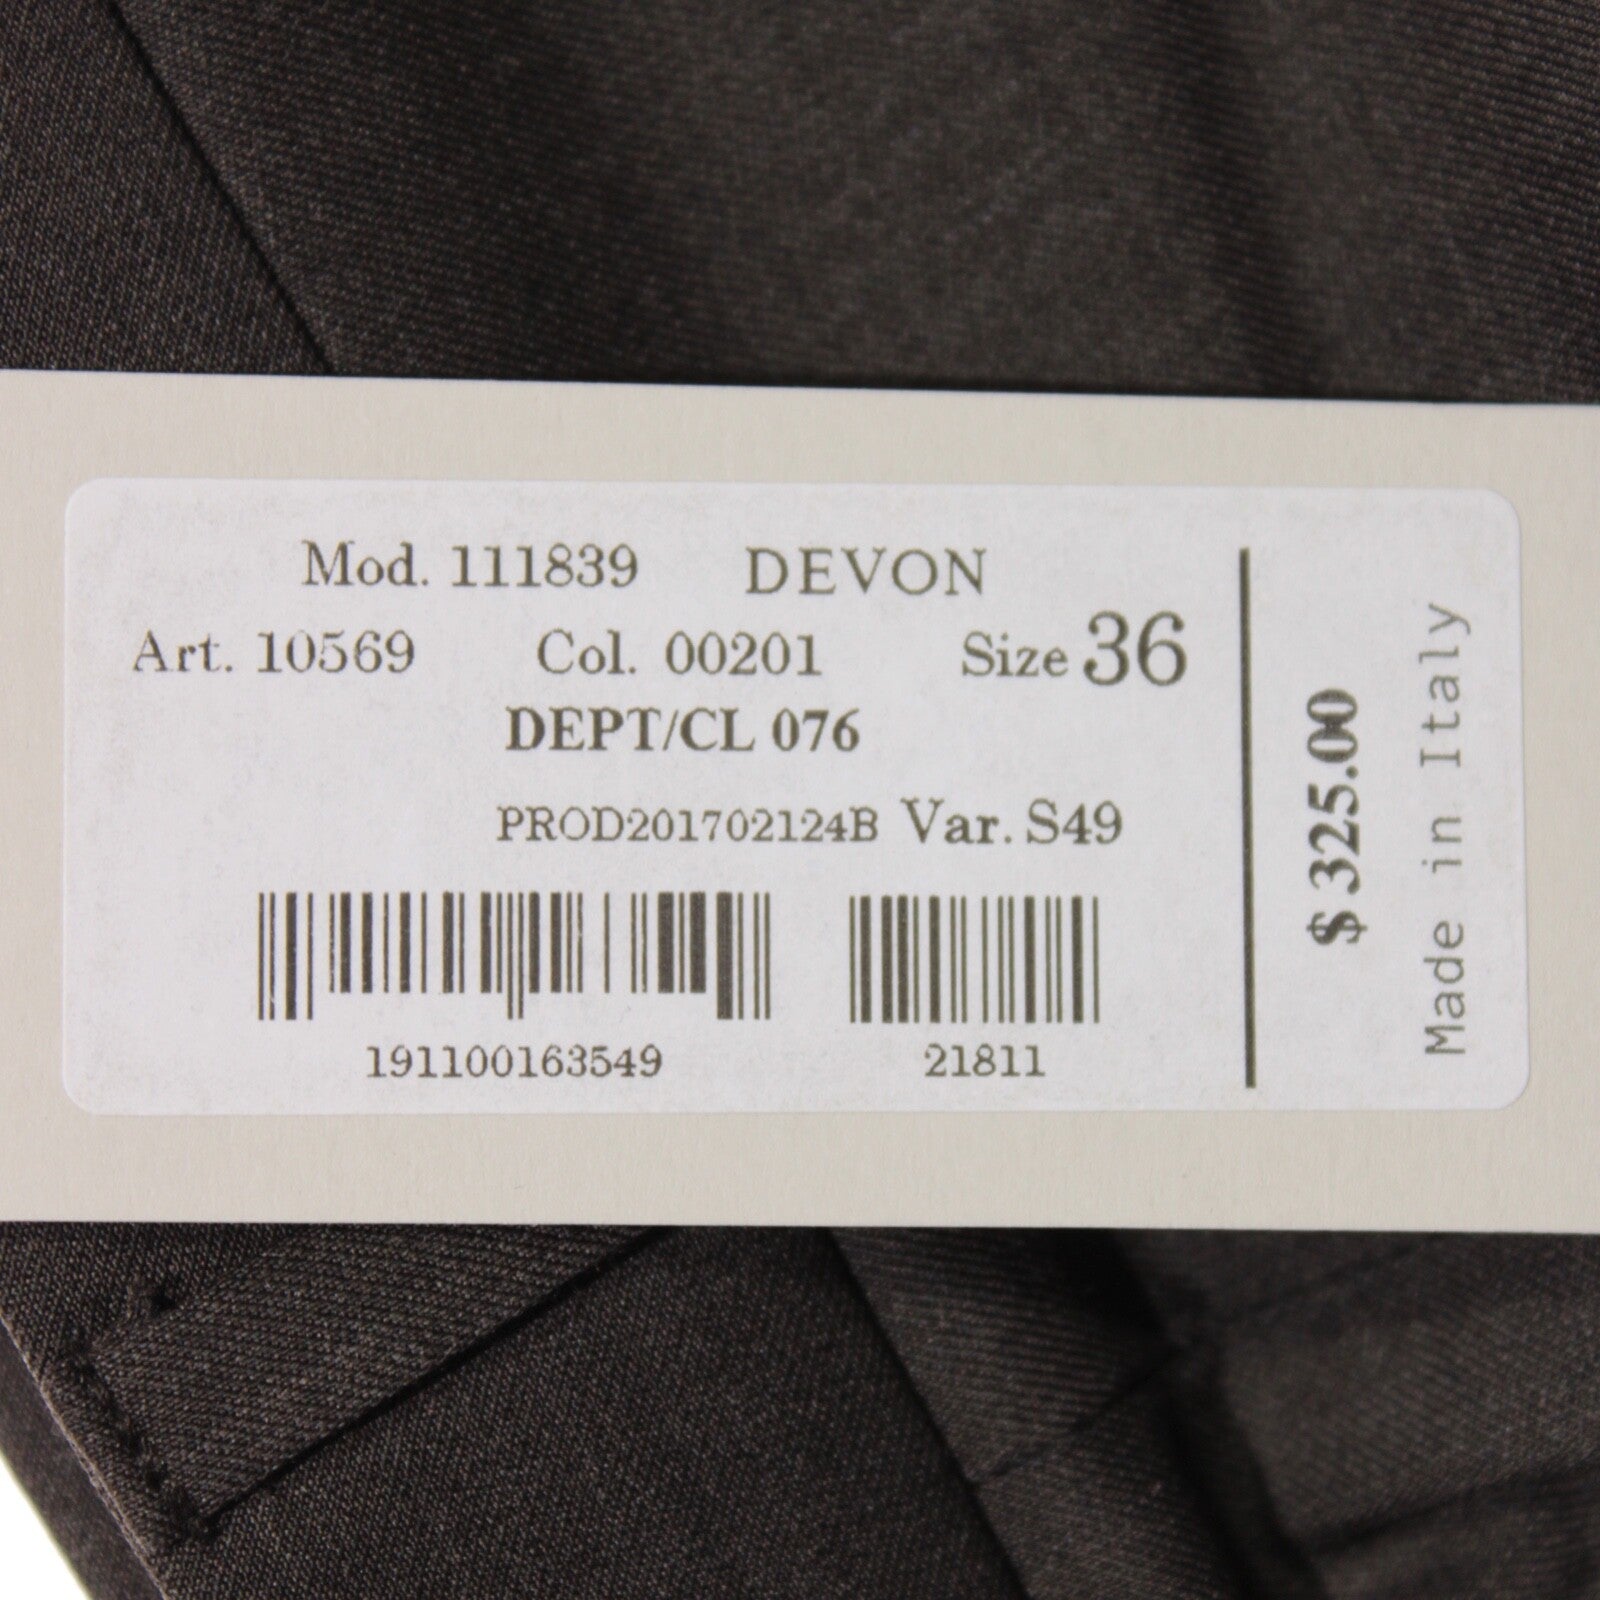 Mod. 111839 DEVON
Art. 10569 Col. 00201 Size 36
DEPT/CL 076
PROD201702124B Var. S49
191100163549 21811
$ 325.00
Made in Italy